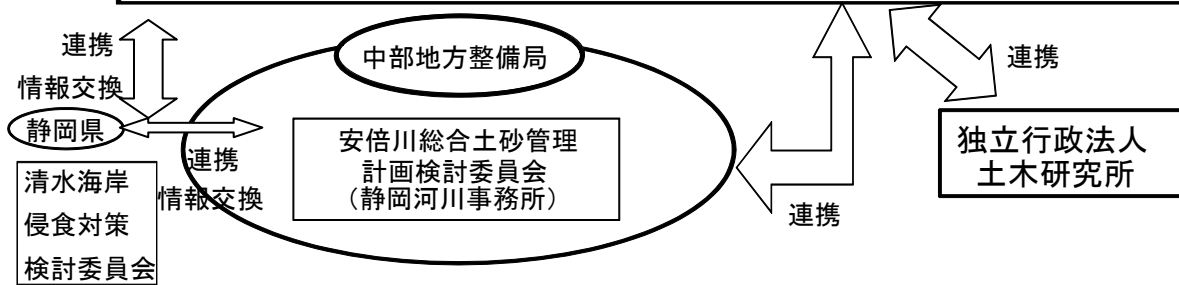 連携
情報交換
静岡県
清水海岸
侵食対策
検討委員会
連携
情報交換
中部地方整備局
安倍川総合土砂管理
計画検討委員会
（静岡河川事務所）
連携
連携
独立行政法人
土木研究所